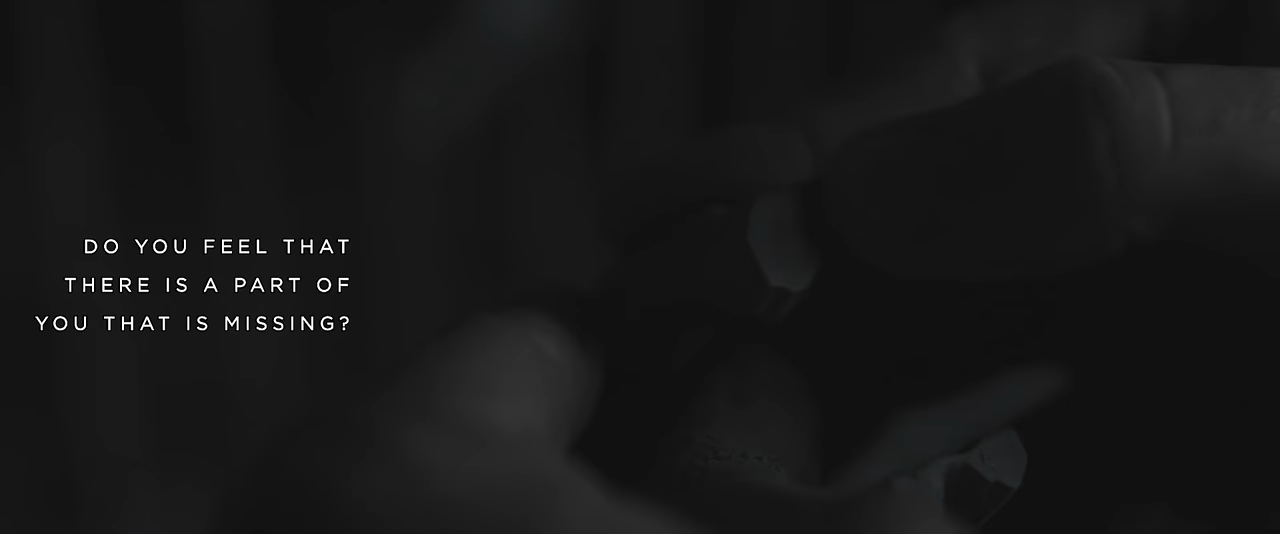 DO YOU FEEL THAT
THERE IS A PART OF
YOU THAT IS MISSING?